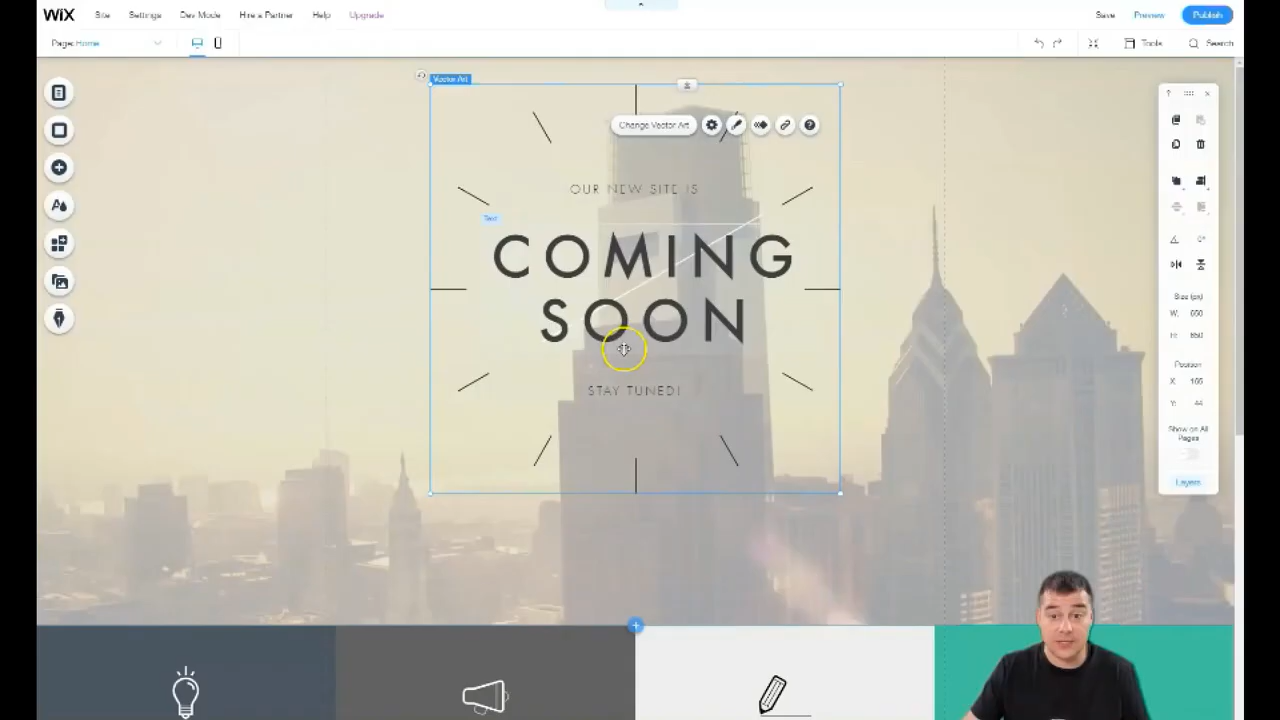 WiX Site Settings Dev Mode Hire a Partner Help Upgrade Save Preview Publish
Page: Home Tools Search
Vector Art
Change Vector Art
OUR NEW SITE IS
Text
COMING
SOON
STAY TUNED!
Size (px)
W: 650
H: 650
Position
X: 165
Y: 44
Show on All
Pages
Layers